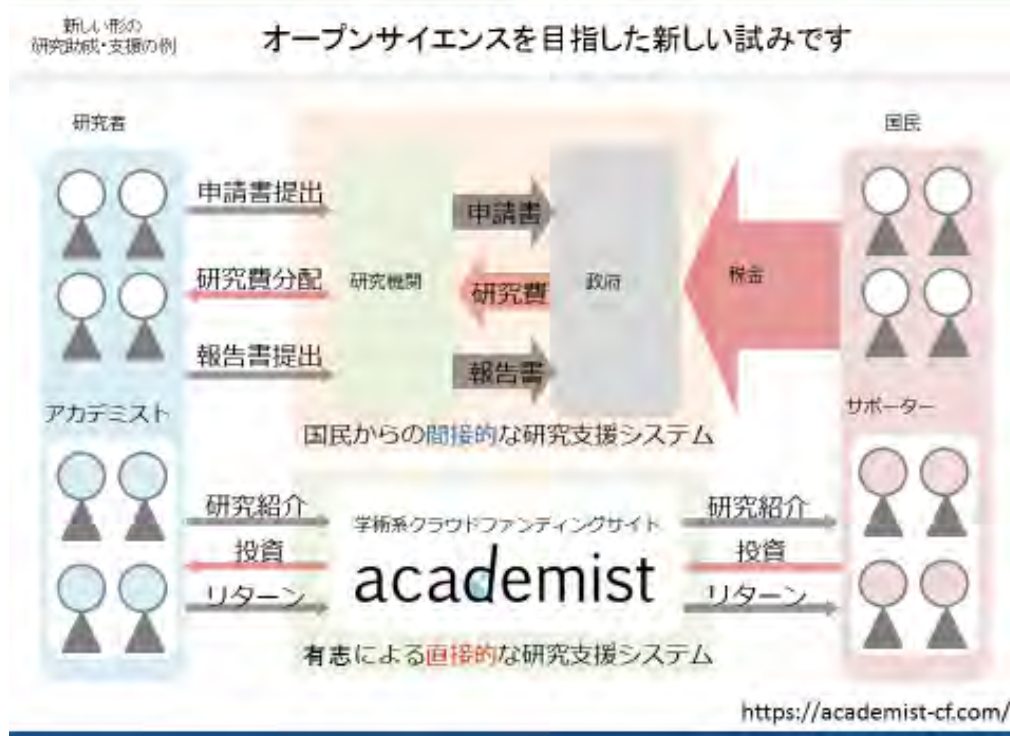 新しい形の
研究助成・支援の例
オープンサイエンスを目指した新しい試みです
研究者
国民
申請書提出
申請書
研究費分配
研究機関
研究費
政府
税金
報告書提出
報告書
アカデミスト
サポーター
国民からの間接的な研究支援システム
研究紹介
学術系クラウドファンディングサイト
研究紹介
投資
academist
投資
リターン
リターン
有志による直接的な研究支援システム
https://academist-cf.com/